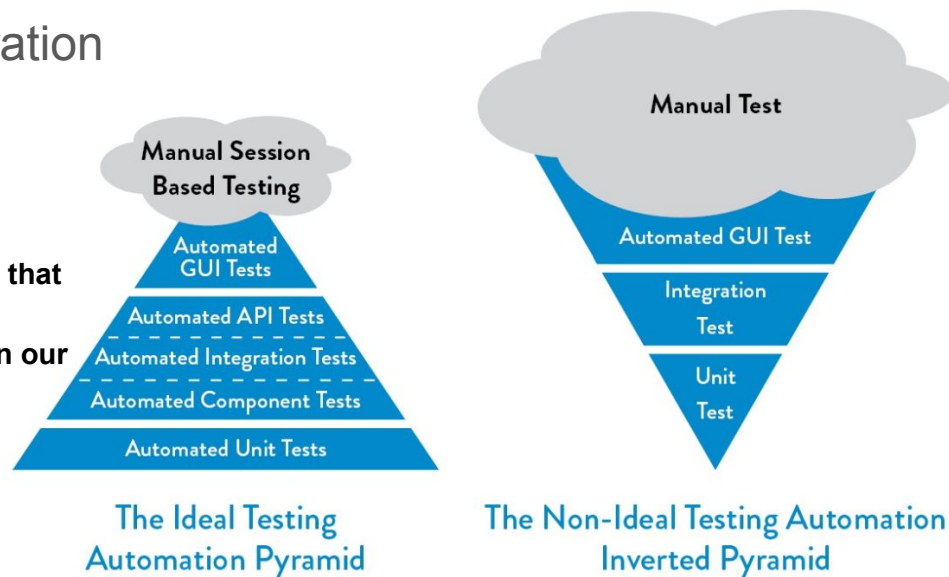 ation
that
n our
Manual Session
Based Testing
Automated
GUI Tests
Automated API Tests
Automated Integration Tests
Automated Component Tests
Automated Unit Tests
The Ideal Testing
Automation Pyramid
Manual Test
Automated GUI Test
Integration
Test
Unit
Test
The Non-Ideal Testing Automation
Inverted Pyramid